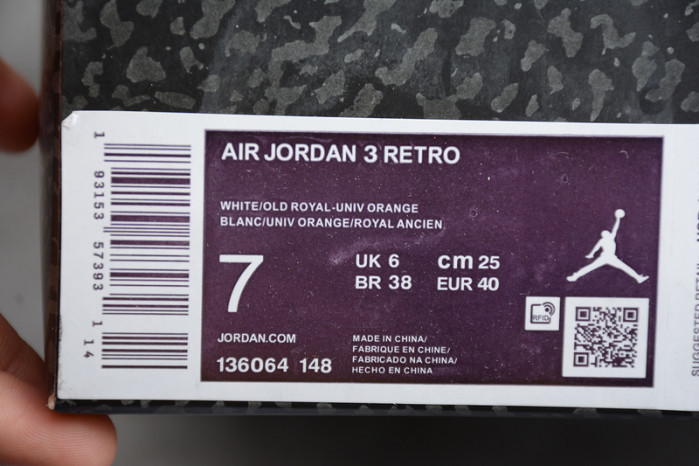 AIR JORDAN 3 RETRO
WHITE/OLD ROYAL-UNIV ORANGE
BLANC/UNIV ORANGE/ROYAL ANCIEN
7
UK 6 cm 25
BR 38 EUR 40
RFID
JORDAN.COM
136064 148
MADE IN CHINA/
FABRIQUE EN CHINE/
FABRICADO NA CHINA/
HECHO EN CHINA
1 93153 57393 1 14